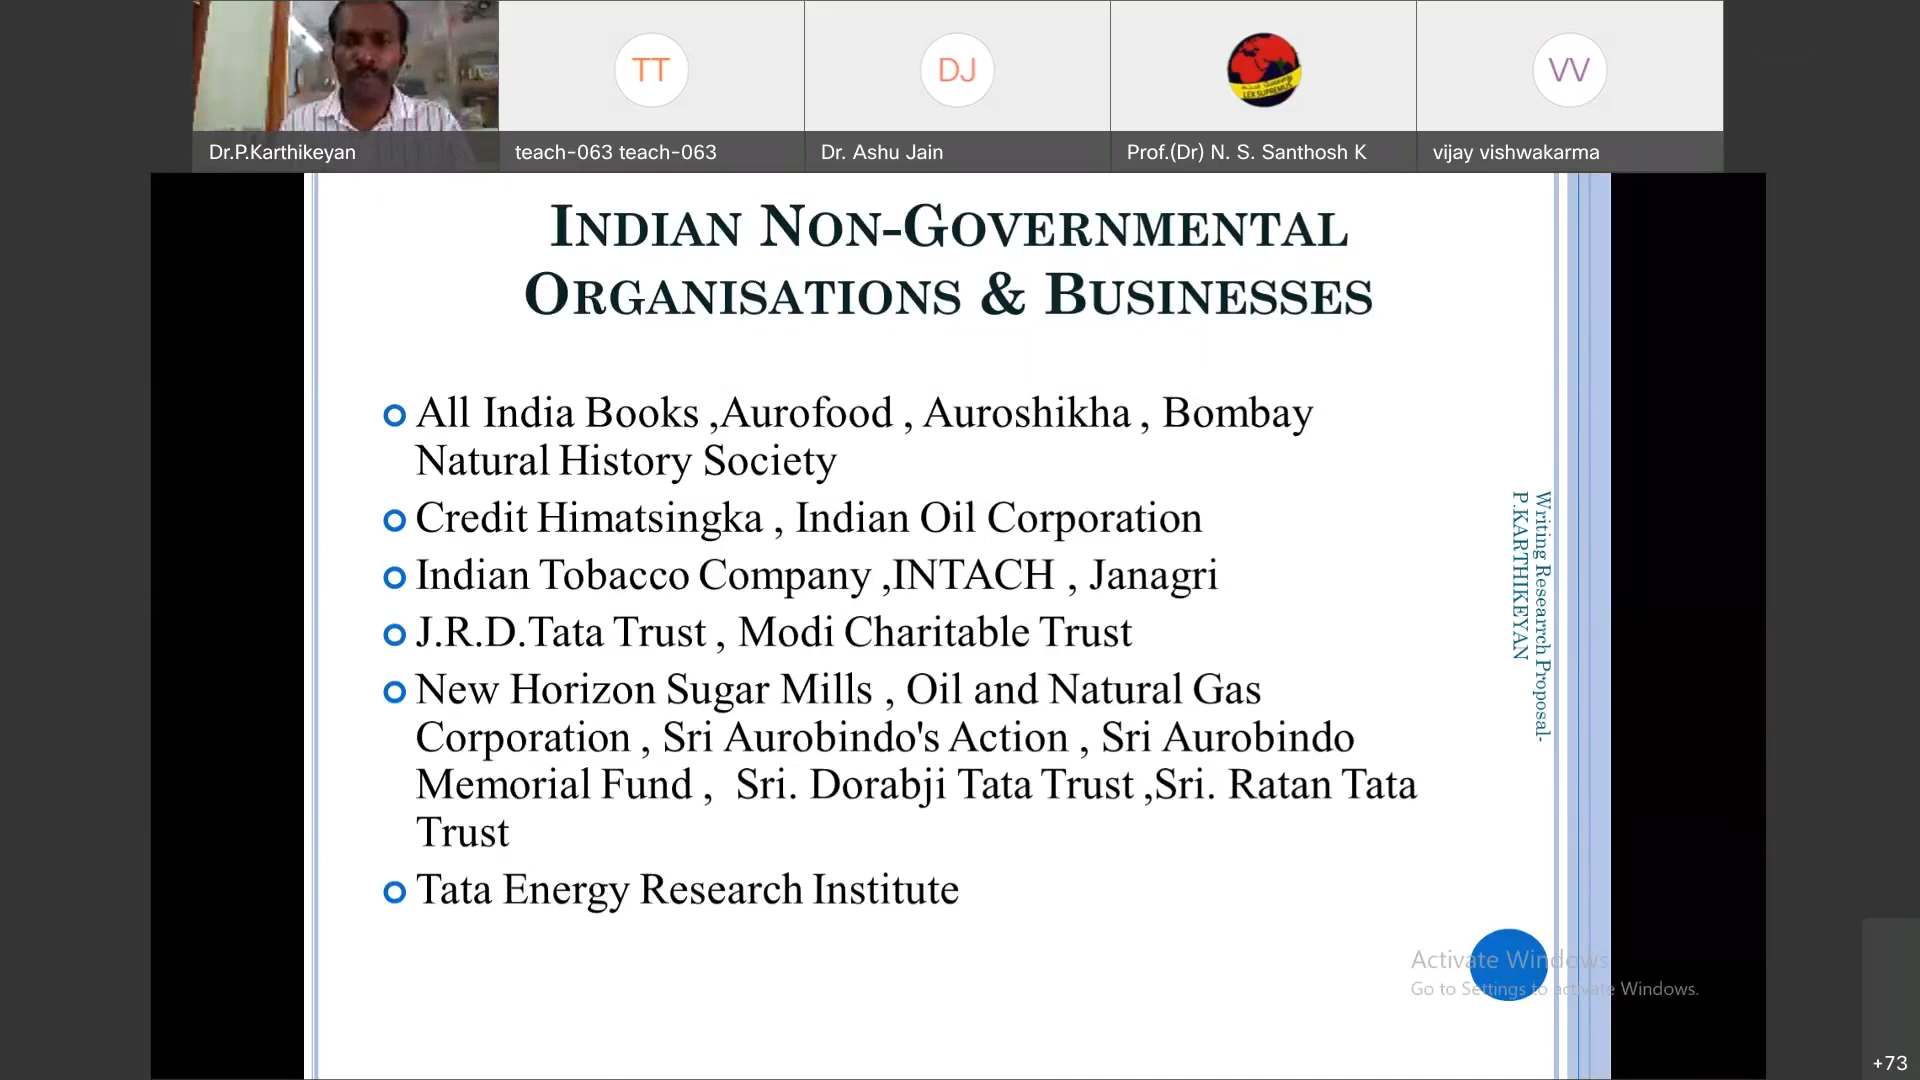 TT
DJ
VV
LEX SUPREMUS
Dr.P.Karthikeyan
teach-063 teach-063
Dr. Ashu Jain
Prof.(Dr) N. S. Santhosh K
vijay vishwakarma
INDIAN NON-GOVERNMENTAL
ORGANISATIONS & BUSINESSES
All India Books ,Aurofood , Auroshikha , Bombay
Natural History Society
Credit Himatsingka , Indian Oil Corporation
Indian Tobacco Company ,INTACH , Janagri
J.R.D.Tata Trust , Modi Charitable Trust
New Horizon Sugar Mills , Oil and Natural Gas
Corporation , Sri Aurobindo's Action , Sri Aurobindo
Memorial Fund , Sri. Dorabji Tata Trust ,Sri. Ratan Tata
Trust
Tata Energy Research Institute
Writing Researrch Proposal-
P.KARTHIKEYAN
Activate Windows
Go to Settings to activate Windows.
+73